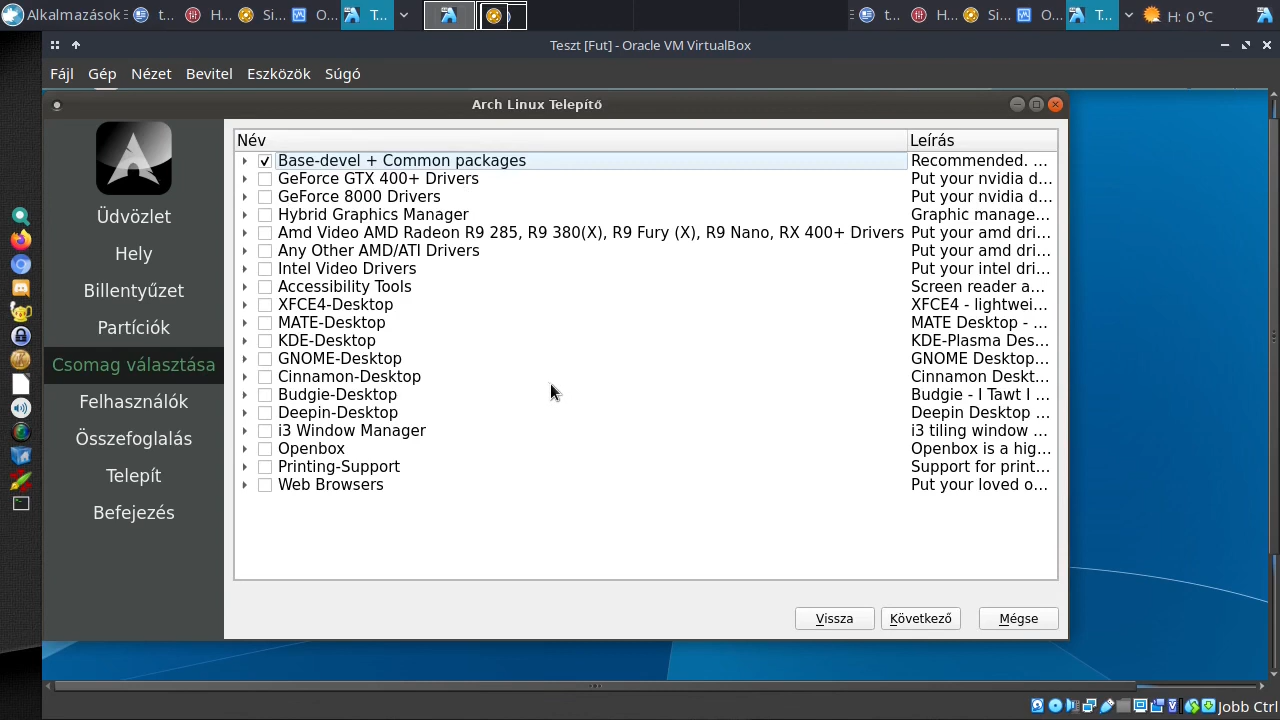 Alkalmazások
t...
H...
Si...
O...
T...
t...
H...
Si...
O...
T...
H: 0 ºC
Teszt [Fut] - Oracle VM VirtualBox
Fájl Gép Nézet Bevitel Eszközök Súgó
Arch Linux Telepítő
Üdvözlet
Hely
Billentyűzet
Partíciók
Csomag választása
Felhasználók
Összefoglalás
Telepít
Befejezés
Név Leírás
Base-devel + Common packages Recommended. ...
GeForce GTX 400+ Drivers Put your nvidia d...
GeForce 8000 Drivers Put your nvidia d...
Hybrid Graphics Manager Graphic manage...
Amd Video AMD Radeon R9 285, R9 380(X), R9 Fury (X), R9 Nano, RX 400+ Drivers Put your amd dri...
Any Other AMD/ATI Drivers Put your amd dri...
Intel Video Drivers Put your intel dri...
Accessibility Tools Screen reader a...
XFCE4-Desktop XFCE4 - lightwei...
MATE-Desktop MATE Desktop - ...
KDE-Desktop KDE-Plasma Des...
GNOME-Desktop GNOME Desktop...
Cinnamon-Desktop Cinnamon Deskt...
Budgie-Desktop Budgie - I Tawt I ...
Deepin-Desktop Deepin Desktop ...
i3 Window Manager i3 tiling window ...
Openbox Openbox is a hig...
Printing-Support Support for print...
Web Browsers Put your loved o...
Vissza Következő Mégse
Jobb Ctrl